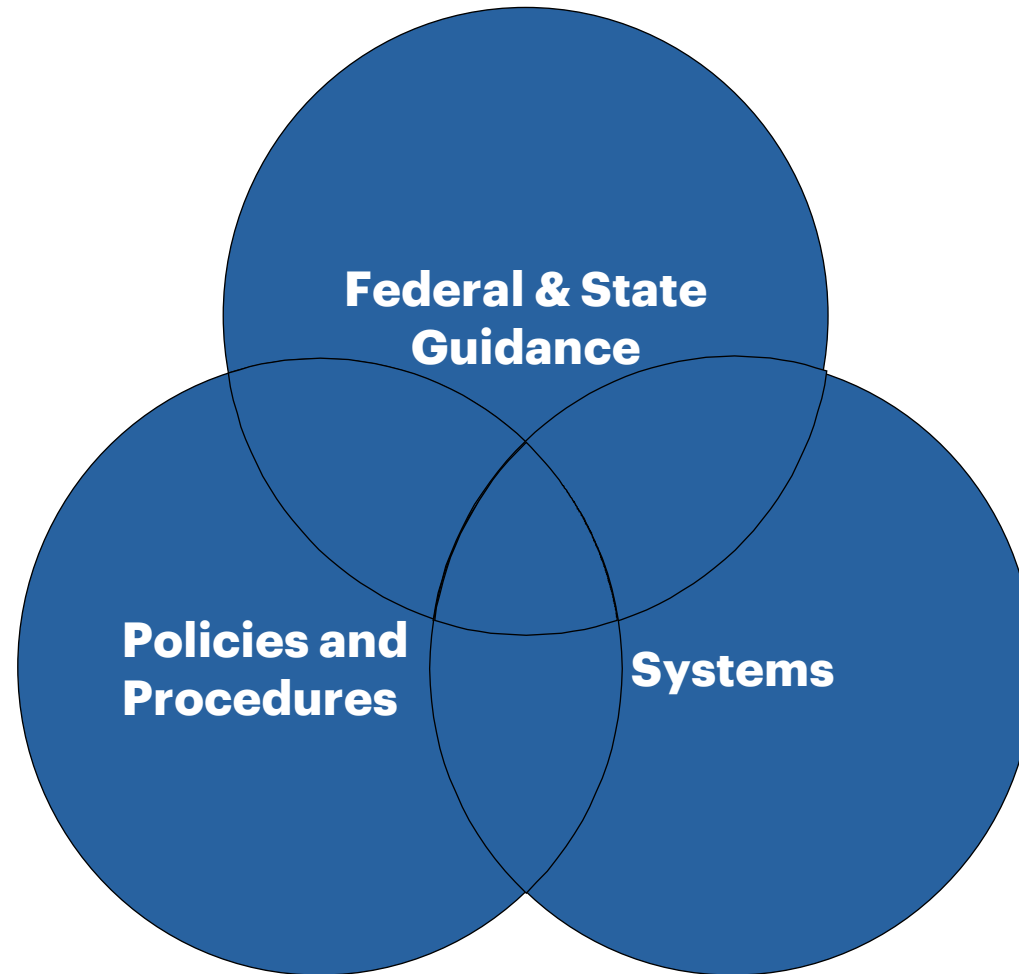 Federal & State
Guidance
Policies and
Procedures
Systems